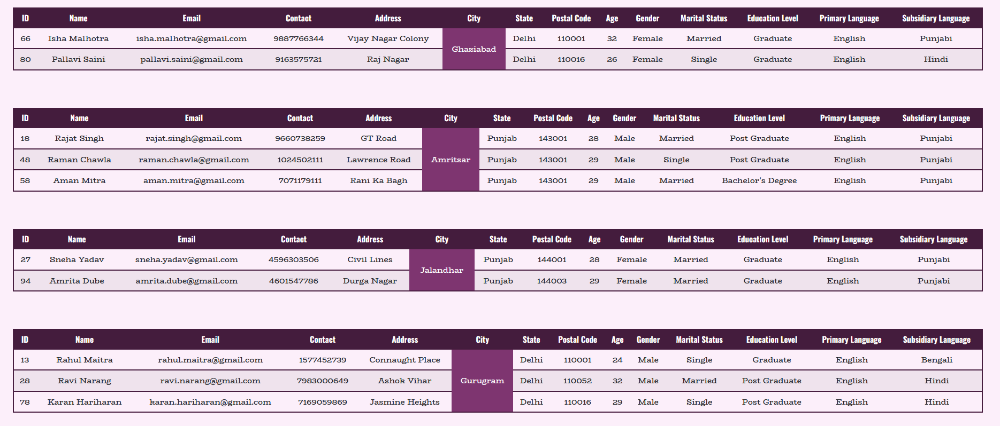 ID Name Email Contact Address City State Postal Code Age Gender Marital Status Education Level Primary Language Subsidiary Language
66 Isha Malhotra isha.malhotra@gmail.com 9887766344 Vijay Nagar Colony Ghaziabad Delhi 110001 32 Female Married Graduate English Punjabi
80 Pallavi Saini pallavi.saini@gmail.com 9163575721 Raj Nagar Delhi 110016 26 Female Single Graduate English Hindi
ID Name Email Contact Address City State Postal Code Age Gender Marital Status Education Level Primary Language Subsidiary Language
18 Rajat Singh rajat.singh@gmail.com 9660738259 GT Road Punjab 143001 28 Male Married Post Graduate English Punjabi
48 Raman Chawla raman.chawla@gmail.com 1024502111 Lawrence Road Amritsar Punjab 143001 29 Male Single Post Graduate English Punjabi
58 Aman Mitra aman.mitra@gmail.com 7071179111 Rani Ka Bagh Punjab 143001 29 Male Married Bachelor's Degree English Punjabi
ID Name Email Contact Address City State Postal Code Age Gender Marital Status Education Level Primary Language Subsidiary Language
27 Sneha Yadav sneha.yadav@gmail.com 4596303506 Civil Lines Jalandhar Punjab 144001 28 Female Married Graduate English Punjabi
94 Amrita Dube amrita.dube@gmail.com 4601547786 Durga Nagar Punjab 144003 29 Female Married Graduate English Punjabi
ID Name Email Contact Address City State Postal Code Age Gender Marital Status Education Level Primary Language Subsidiary Language
13 Rahul Maitra rahul.maitra@gmail.com 1577452739 Connaught Place Delhi 110001 24 Male Single Graduate English Bengali
28 Ravi Narang ravi.narang@gmail.com 7983000649 Ashok Vihar Gurugram Delhi 110052 32 Male Married Post Graduate English Hindi
78 Karan Hariharan karan.hariharan@gmail.com 7169059869 Jasmine Heights Delhi 110016 29 Male Single Post Graduate English Hindi